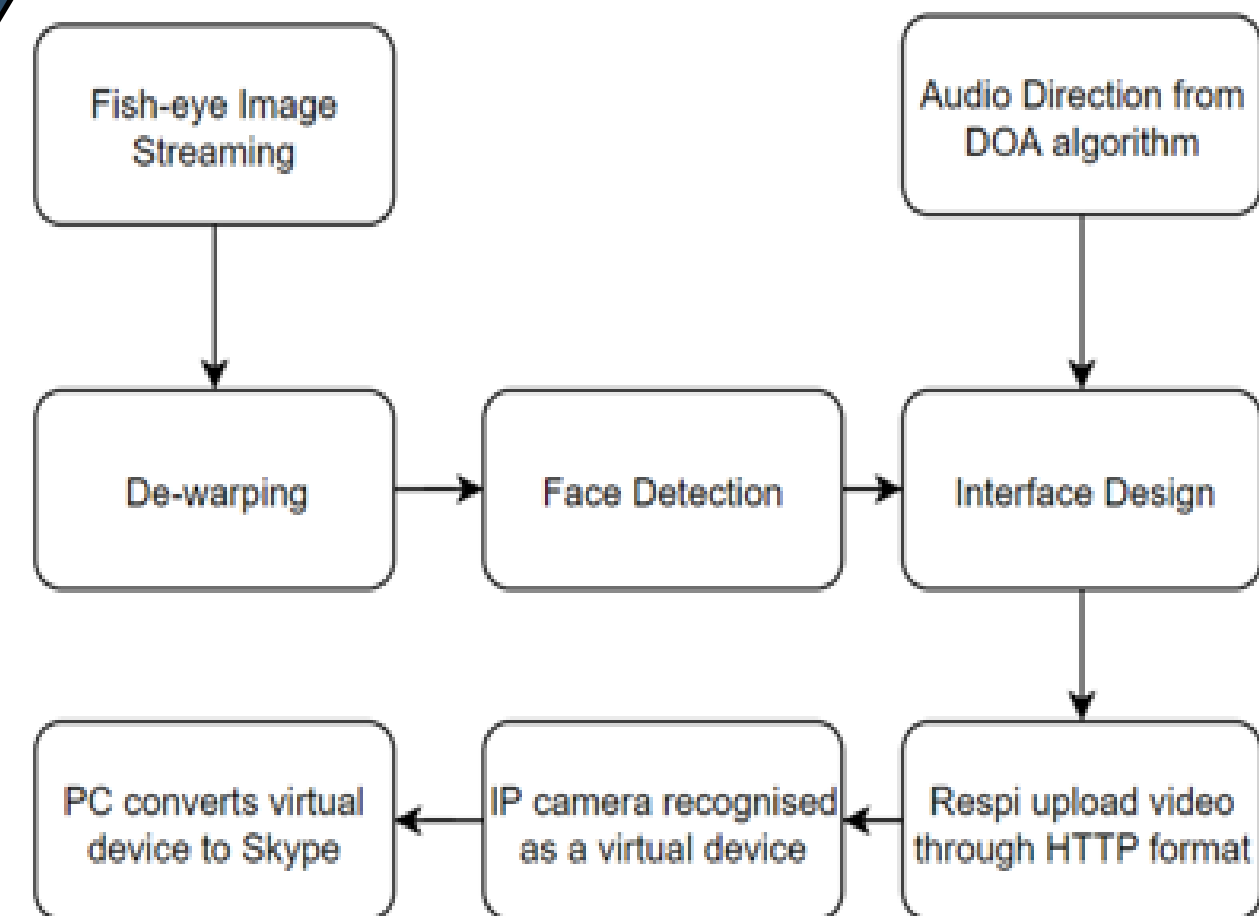 Fish-eye Image
Streaming
Audio Direction from
DOA algorithm
De-warping
Face Detection
Interface Design
PC converts virtual
device to Skype
IP camera recognised
as a virtual device
Respi upload video
through HTTP format